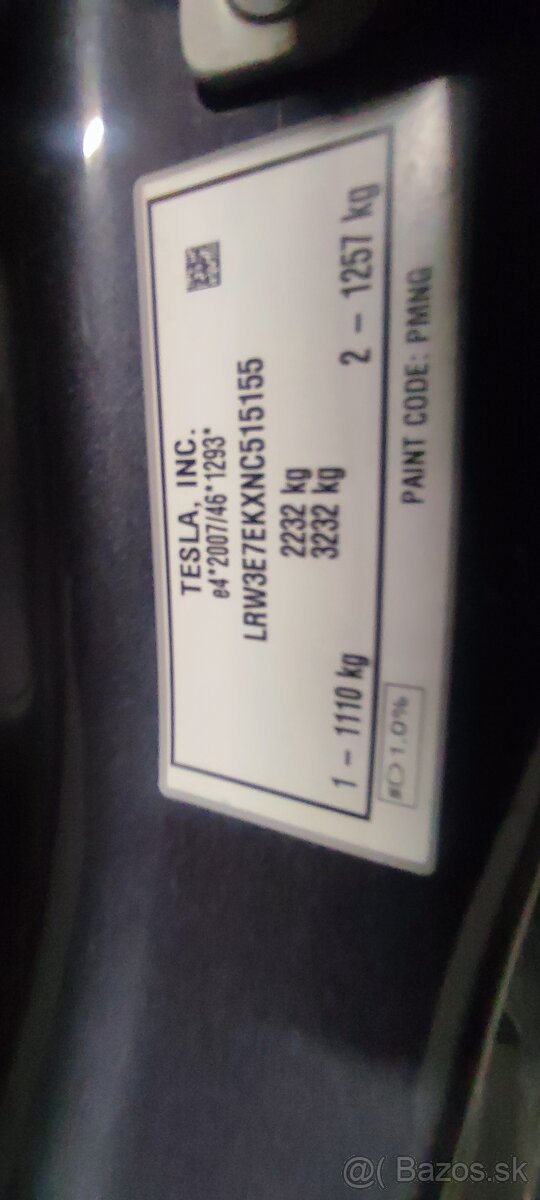 TESLA, INC.
e4*2007/46*1293*
LRW3E7EKXNC515155
2232 kg
3232 kg
1 – 1110 kg 2 – 1257 kg
1.0% PAINT CODE: PMNG
@( Bazos.sk